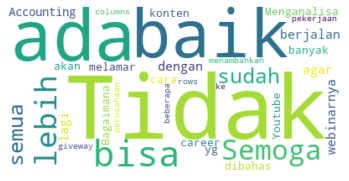 Accounting columns konten Menganalisa pekerjaan
ada baik
akan melamar dengan menambahkan berjalan banyak
semua lebih lagi Bagaimana perusahaan cara rows beberapa ke sudah agar
Tidak
Youtube webinarnya
giveway bisa career yg Semoga
dibahas